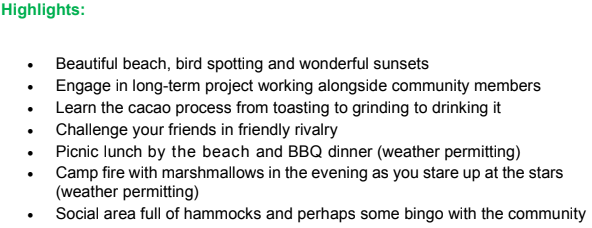 Highlights:
• Beautiful beach, bird spotting and wonderful sunsets
• Engage in long-term project working alongside community members
• Learn the cacao process from toasting to grinding to drinking it
• Challenge your friends in friendly rivalry
• Picnic lunch by the beach and BBQ dinner (weather permitting)
• Camp fire with marshmallows in the evening as you stare up at the stars
(weather permitting)
• Social area full of hammocks and perhaps some bingo with the community